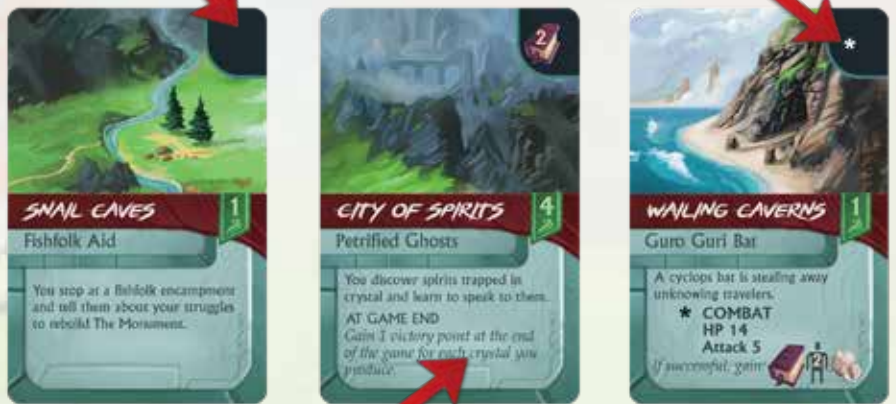 SNAIL CAVES
1
Fishfolk Aid
You stop at a fishfolk encampment
and tell them about your struggles
to rebuild The Monument.
2
CITY OF SPIRITS
4
Petrified Ghosts
You discover spirits trapped in
crystal and learn to speak to them.
AT GAME END
Gain 1 victory point at the end
of the game for each crystal you
produce.
*
WAILING CAVERNS
1
Guro Guri Bat
A cyclops bat is stealing away
unknowing travelers.
* COMBAT
HP 14
Attack 5
If successful, gain:
2